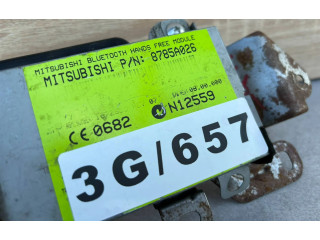 MITSUBISHI BLUETOOTH HANDS FREE MODULE
MITSUBISHI P/N: 8785A026
CE 0682
N12559
3G/657